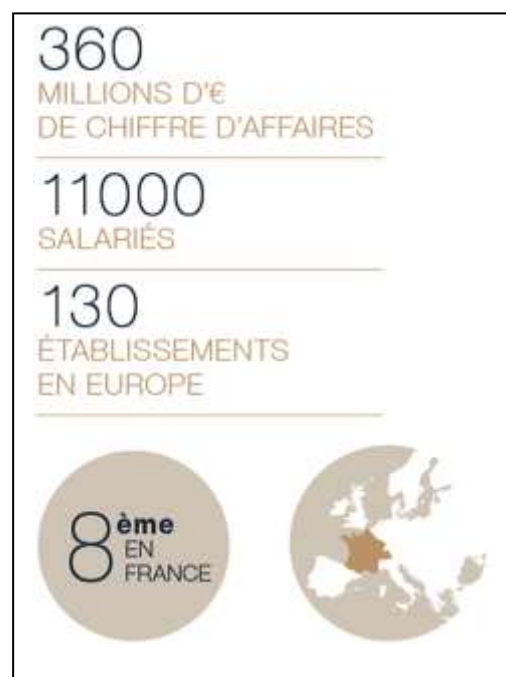 360
MILLIONS D'€
DE CHIFFRE D'AFFAIRES
11000
SALARIÉS
130
ÉTABLISSEMENTS
EN EUROPE
8ème
EN
FRANCE